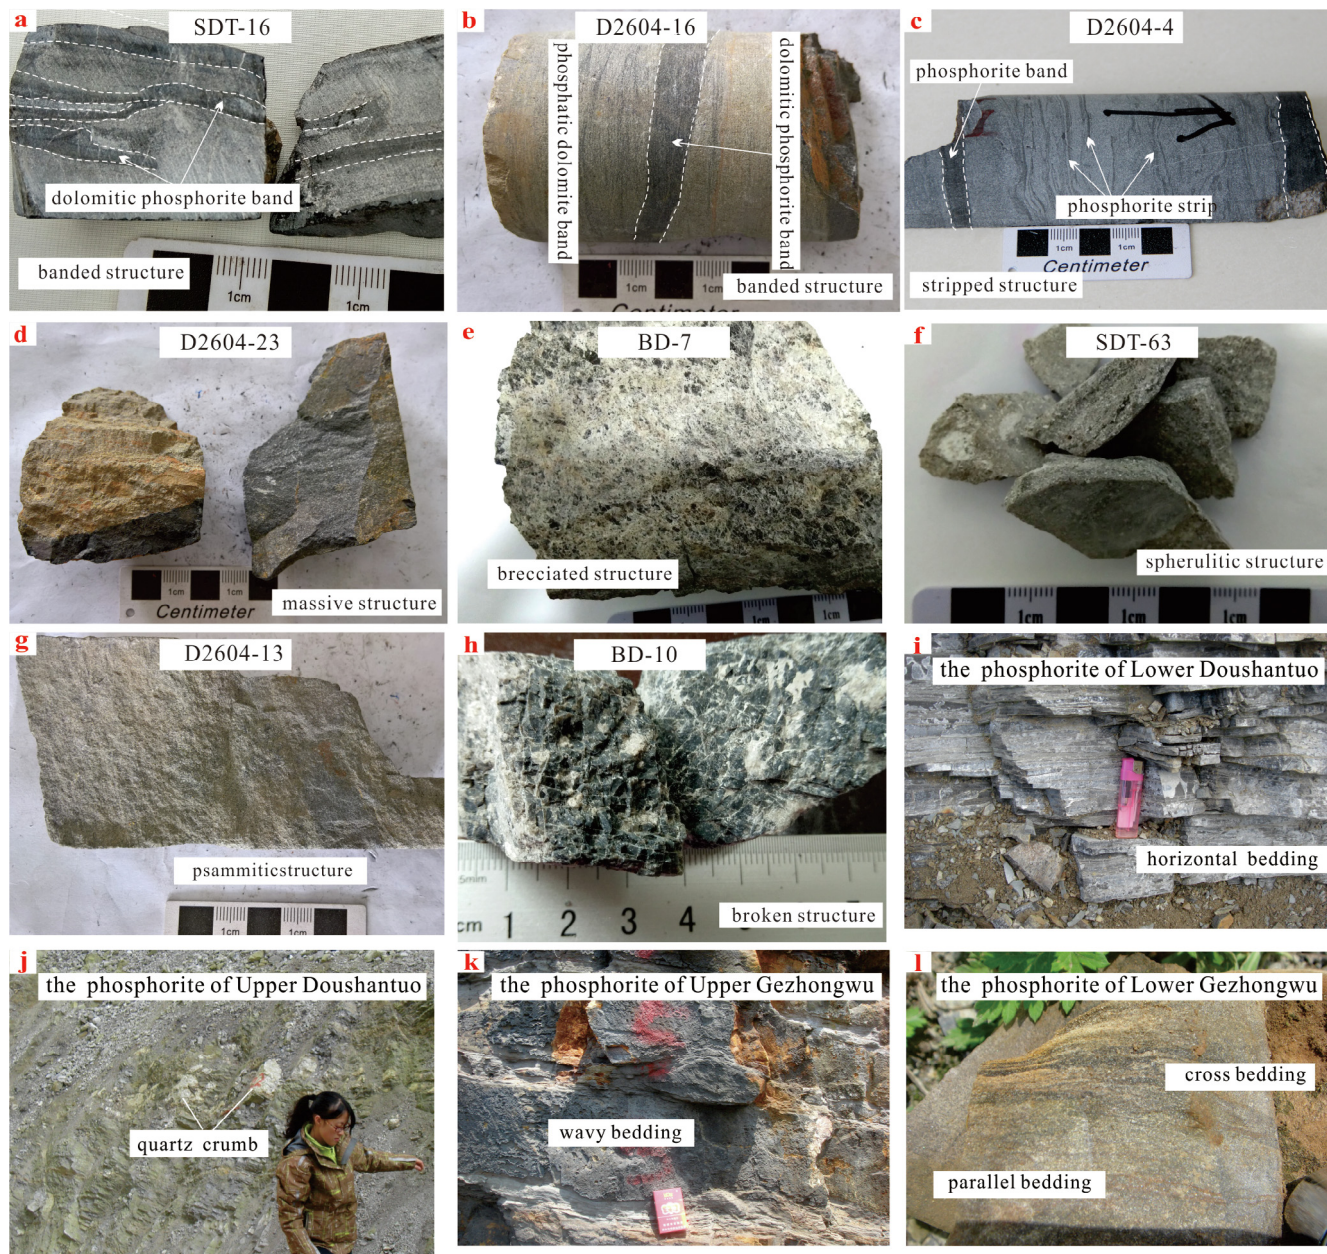 a
SDT-16
dolomitic phosphorite band
banded structure
1cm
1cm
b
D2604-16
phosphatic dolomite band
dolomitic phosphorite band
1cm
1cm
banded structure
Centimeter
c
D2604-4
phosphorite band
phosphorite strip
1cm
1cm
Centimeter
stripped structure
d
D2604-23
1cm
1cm
Centimeter
massive structure
e
BD-7
brecciated structure
1cm
1cm
f
SDT-63
spherulitic structure
1cm
1cm
1cm
g
D2604-13
psammiticstructure
1cm
1cm
h
BD-10
broken structure
.5mm
cm 1 2 3 4
i
the phosphorite of Lower Doushantuo
horizontal bedding
j
the phosphorite of Upper Doushantuo
quartz crumb
k
the phosphorite of Upper Gezhongwu
wavy bedding
l
the phosphorite of Lower Gezhongwu
cross bedding
parallel bedding